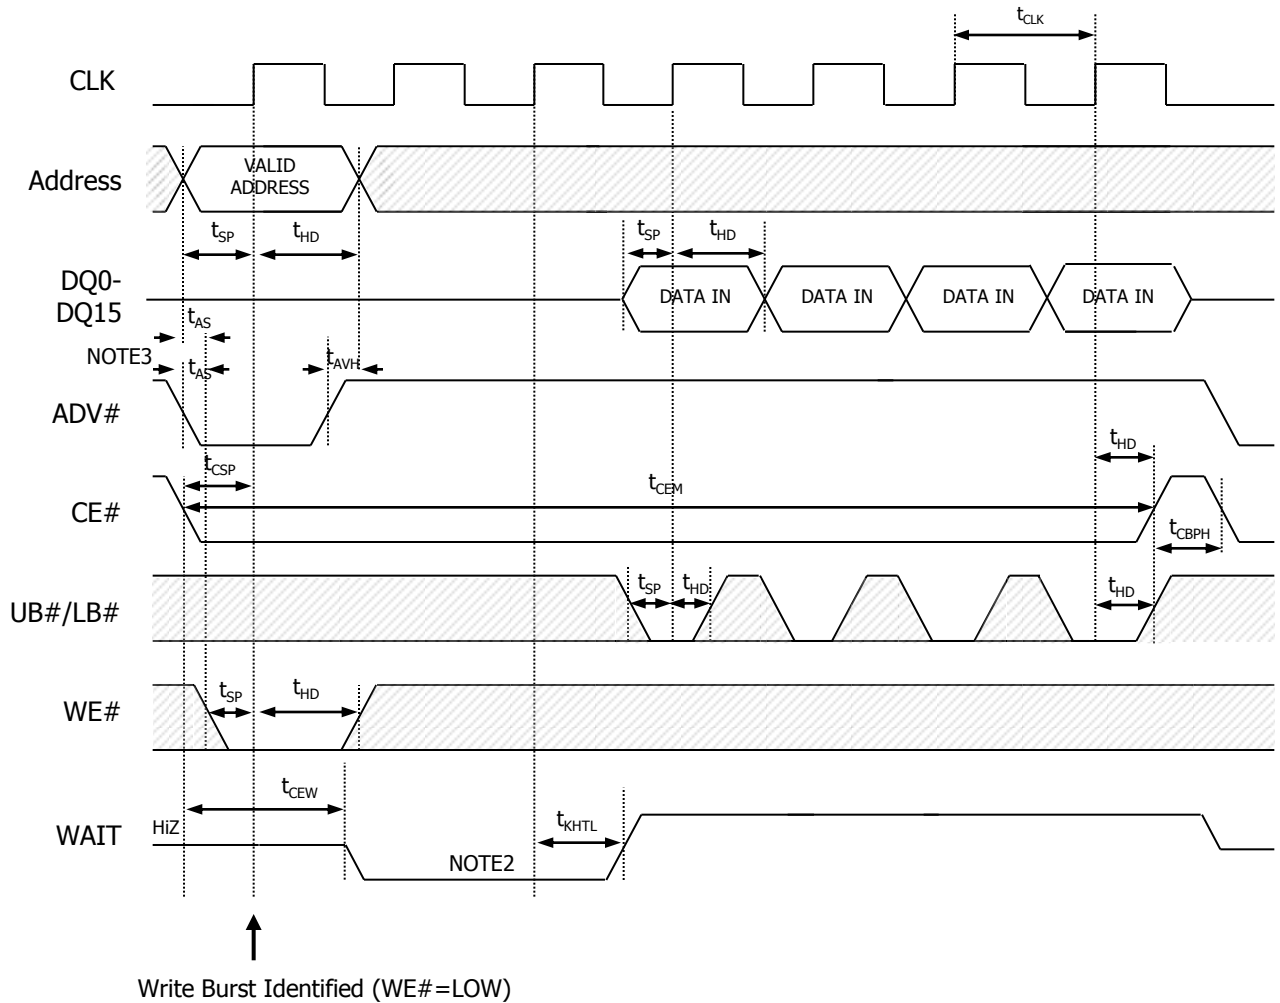 tCLK
CLK
Address
VALID
ADDRESS
tSP
tHD
tSP
tHD
DQ0-
DQ15
DATA IN
DATA IN
DATA IN
DATA IN
tAS
NOTE3
tAS
tAVH
ADV#
tHD
tCSP
tCEM
CE#
tCBPH
UB#/LB#
tSP
tHD
tHD
WE#
tSP
tHD
tCEW
HiZ
tKHTL
WAIT
NOTE2
Write Burst Identified (WE#=LOW)